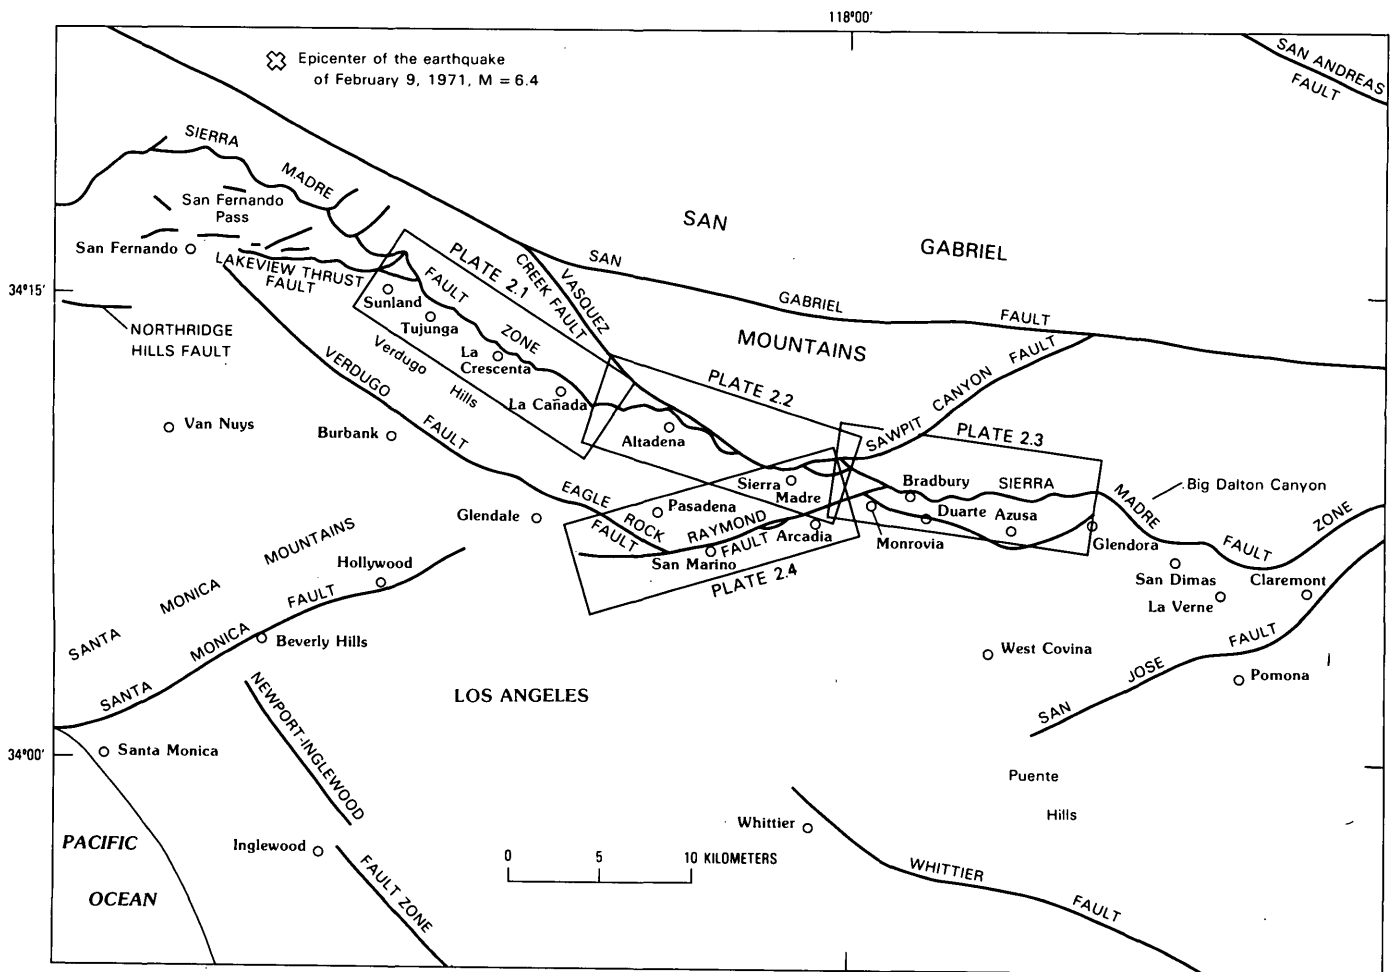 118°00'
Epicenter of the earthquake
of February 9, 1971, M = 6.4
SAN ANDREAS
FAULT
SIERRA
MADRE
San Fernando
Pass
San Fernando
LAKEVIEW THRUST
FAULT
PLATE 2.1
SAN
GABRIEL
MOUNTAINS
VASQUEZ
CREEK FAULT
SAN
GABRIEL
FAULT
34°15'
NORTHRIDGE
HILLS FAULT
Sunland
Tujunga
FAULT
ZONE
La
Crescenta
La Cañada
Verdugo
Hills
VERDUGO
FAULT
Van Nuys
Burbank
PLATE 2.2
Altadena
SAWPIT
CANYON
FAULT
PLATE 2.3
Sierra
Madre
Bradbury
SIERRA
MADRE
FAULT
ZONE
Big Dalton Canyon
Duarte
Azusa
Monrovia
Glendora
Glendale
EAGLE
ROCK
FAULT
Pasadena
RAYMOND
FAULT
Arcadia
San Marino
PLATE 2.4
San Dimas
La Verne
Claremont
SANTA
MONICA
MOUNTAINS
Hollywood
SANTA
MONICA
FAULT
Beverly Hills
West Covina
SAN
JOSE
FAULT
Pomona
NEWPORT-INGLEWOOD
FAULT ZONE
LOS ANGELES
34°00'
Santa Monica
Puente
Hills
PACIFIC
OCEAN
Inglewood
Whittier
WHITTIER
FAULT
0 5 10 KILOMETERS